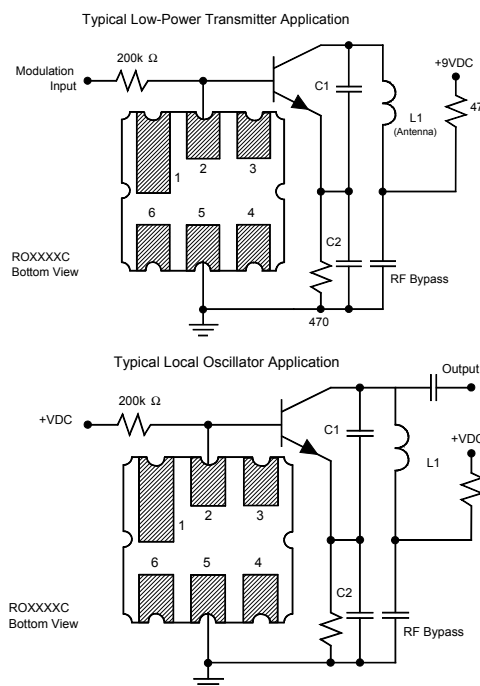 Typical Low-Power Transmitter Application
200k Ω
Modulation
Input
C1
+9VDC
L1
(Antenna)
47
1
2
3
6
5
4
ROXXXXC
Bottom View
C2
RF Bypass
470
Typical Local Oscillator Application
Output
200k Ω
+VDC
C1
+VDC
L1
1
2
3
6
5
4
ROXXXXC
Bottom View
C2
RF Bypass